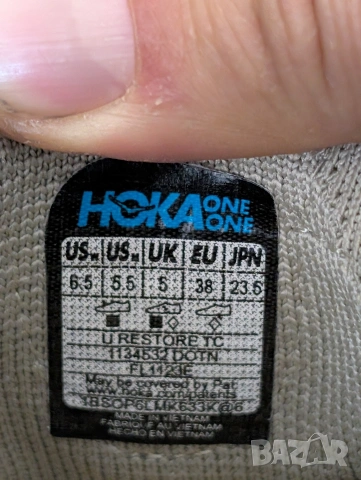 HOKA ONE ONE
US W US M UK EU JPN
6.5 5.5 5 38 23.5
U RESTORE TC
1134532 DOTN
FL1123E
May be covered by Pat.
www.hoka.com/patents
MADE IN VIETNAM
FABRIQUÉ AU VIETNAM
HECHO EN VIETNAM
bazar.bg